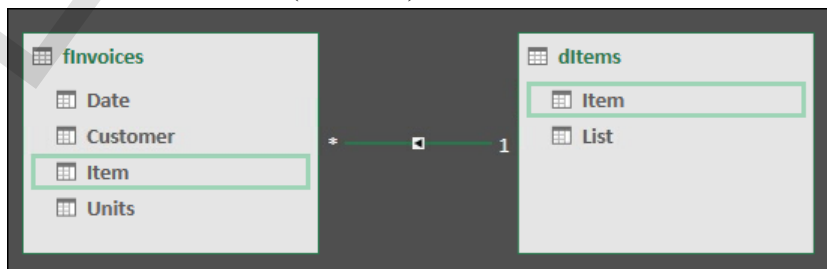 fInvoices
Date
Customer
Item
Units
* 1
dItems
Item
List